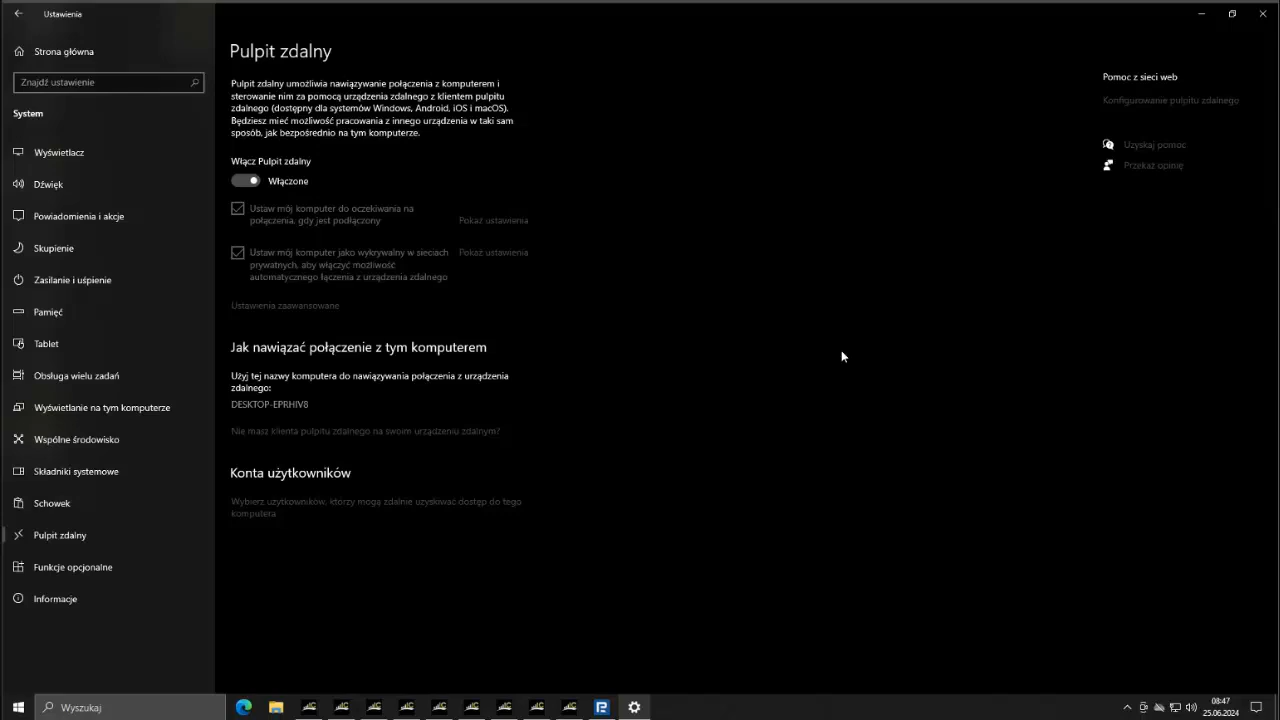 Ustawienia
Strona główna
Znajdź ustawienie
System
Wyświetlacz
Dźwięk
Powiadomienia i akcje
Skupienie
Zasilanie i uśpienie
Pamięć
Tablet
Obsługa wielu zadań
Wyświetlanie na tym komputerze
Wspólne środowisko
Składniki systemowe
Schowek
Pulpit zdalny
Funkcje opcjonalne
Informacje
Pulpit zdalny
Pulpit zdalny umożliwia nawiązywanie połączenia z komputerem i
sterowanie nim za pomocą urządzenia zdalnego z klientem pulpitu
zdalnego (dostępny dla systemów Windows, Android, iOS i macOS).
Będziesz mieć możliwość pracowania z innego urządzenia w taki sam
sposób, jak bezpośrednio na tym komputerze.
Włącz Pulpit zdalny
Włączone
Ustaw mój komputer do oczekiwania na
połączenia, gdy jest podłączony
Pokaż ustawienia
Ustaw mój komputer jako wykrywalny w sieciach
prywatnych, aby włączyć możliwość
automatycznego łączenia z urządzenia zdalnego
Pokaż ustawienia
Ustawienia zaawansowane
Jak nawiązać połączenie z tym komputerem
Użyj tej nazwy komputera do nawiązywania połączenia z urządzenia
zdalnego:
DESKTOP-EPRHIV8
Nie masz klienta pulpitu zdalnego na swoim urządzeniu zdalnym?
Konta użytkowników
Wybierz użytkowników, którzy mogą zdalnie uzyskiwać dostęp do tego
komputera
Pomoc z sieci web
Konfigurowanie pulpitu zdalnego
Uzyskaj pomoc
Przekaż opinię
Wyszukaj
08:47
25.06.2024